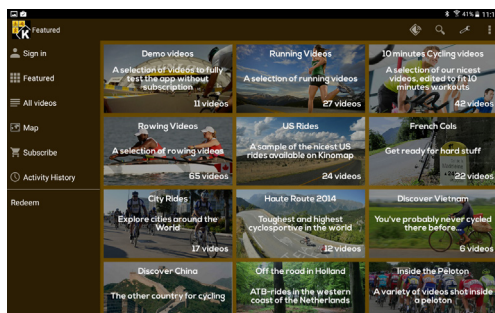 41% 11:1
K
Featured
Sign in
Featured
All videos
Map
Subscribe
Activity History
Redeem
Demo videos
A selection of videos to fully
test the app without
subscription
11 videos
Running Videos
A selection of running videos
27 videos
10 minutes Cycling videos
A selection of our nicest
videos, edited to fit 10
minutes workouts
42 videos
Rowing Videos
A selection of rowing videos
65 videos
US Rides
A sample of the nicest US
rides available on Kinomap
24 videos
French Cols
Get ready for hard stuff
22 videos
City Rides
Explore cities around the
World
17 videos
Haute Route 2014
Toughest and highest
cyclosportive in the world
12 videos
Discover Vietnam
You've probably never cycled
there before...
6 videos
Discover China
The other country for cycling
Off the road in Holland
ATB-rides in the western
coast of the Netherlands
Inside the Peloton
A variety of videos shot inside
a peloton